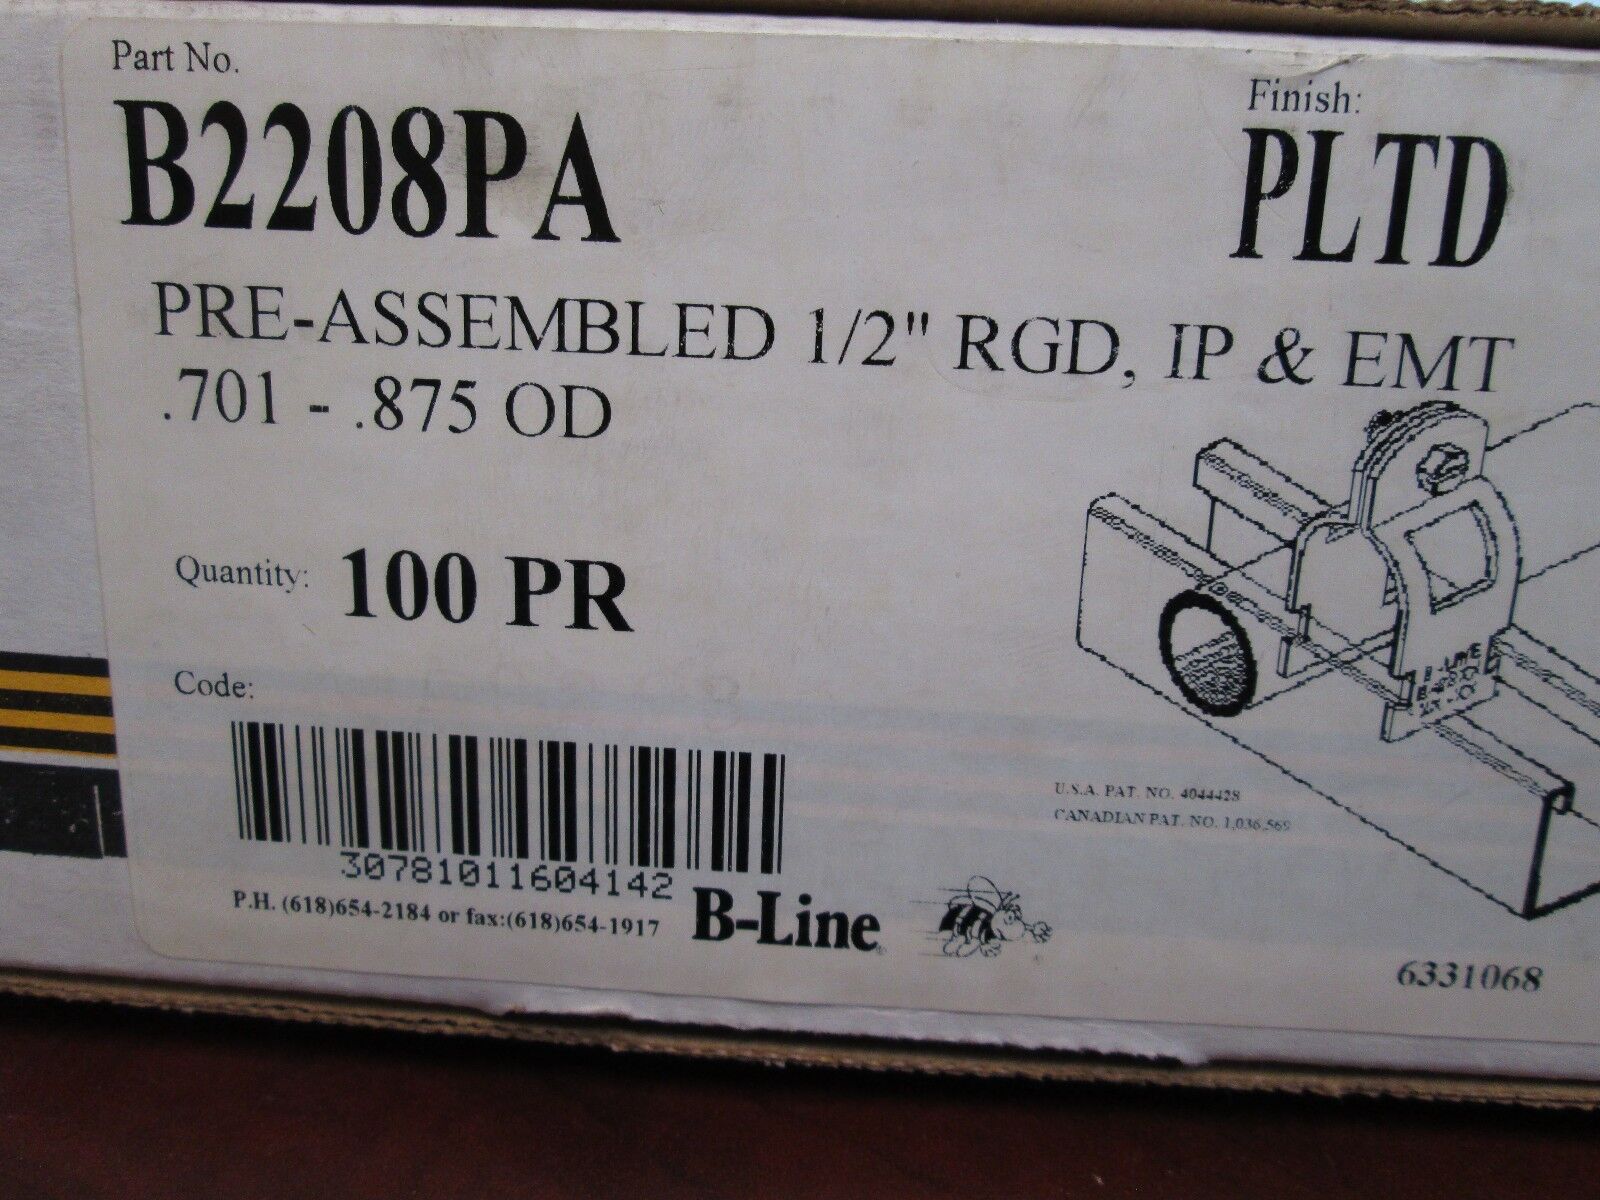 Part No.
B2208PA
Finish:
PLTD
PRE-ASSEMBLED 1/2" RGD, IP & EMT
.701 - .875 OD
Quantity: 100 PR
Code:
30781011604142
P.H. (618)654-2184 or fax:(618)654-1917
B-Line
U.S.A. PAT. NO. 4044428
CANADIAN PAT. NO. 1,036,569
B-LINE
6331068